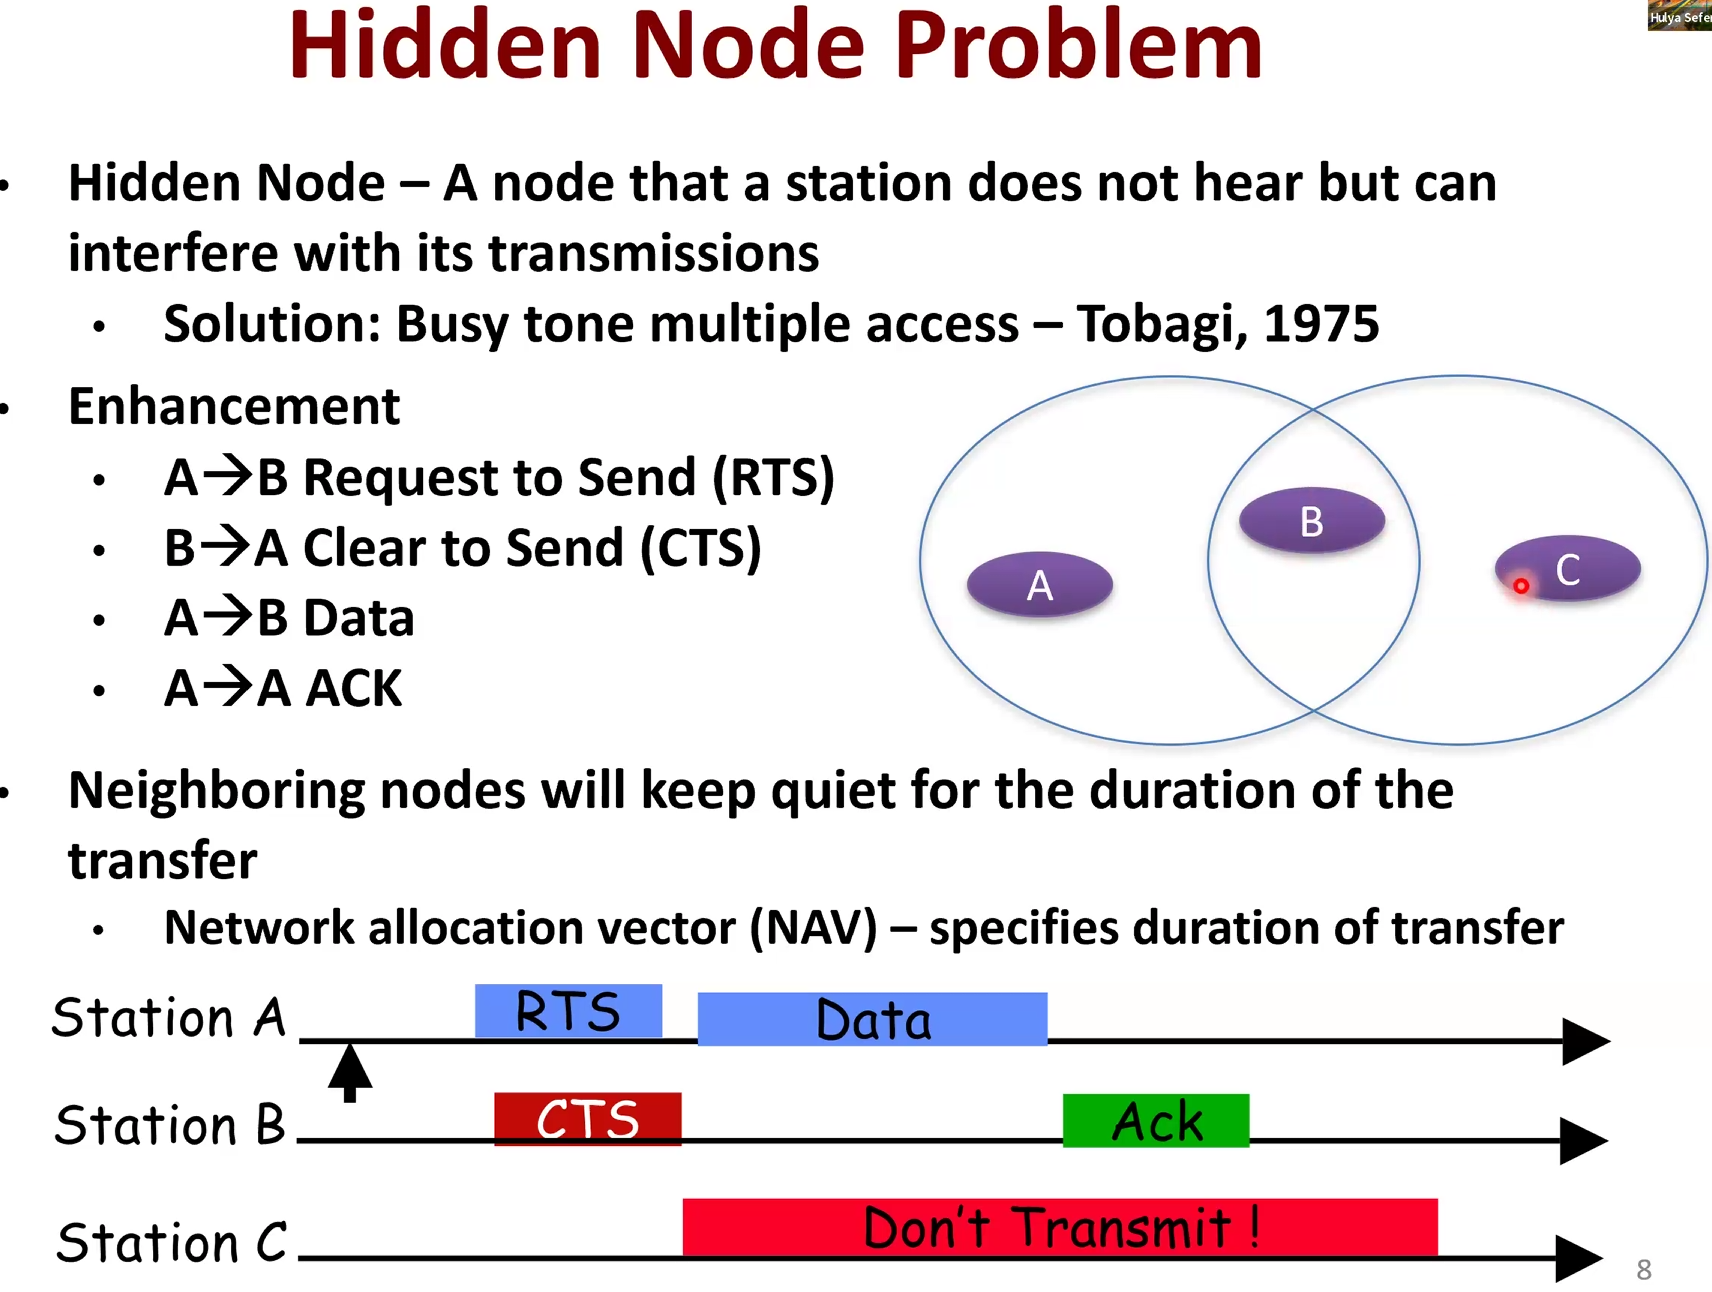 Hidden Node Problem
Hulya Sefer
• Hidden Node – A node that a station does not hear but can
interfere with its transmissions
• Solution: Busy tone multiple access – Tobagi, 1975
• Enhancement
• A→B Request to Send (RTS)
• B→A Clear to Send (CTS)
• A→B Data
• A→A ACK
A
B
C
• Neighboring nodes will keep quiet for the duration of the
transfer
• Network allocation vector (NAV) – specifies duration of transfer
Station A RTS Data
Station B CTS Ack
Station C Don't Transmit !
8